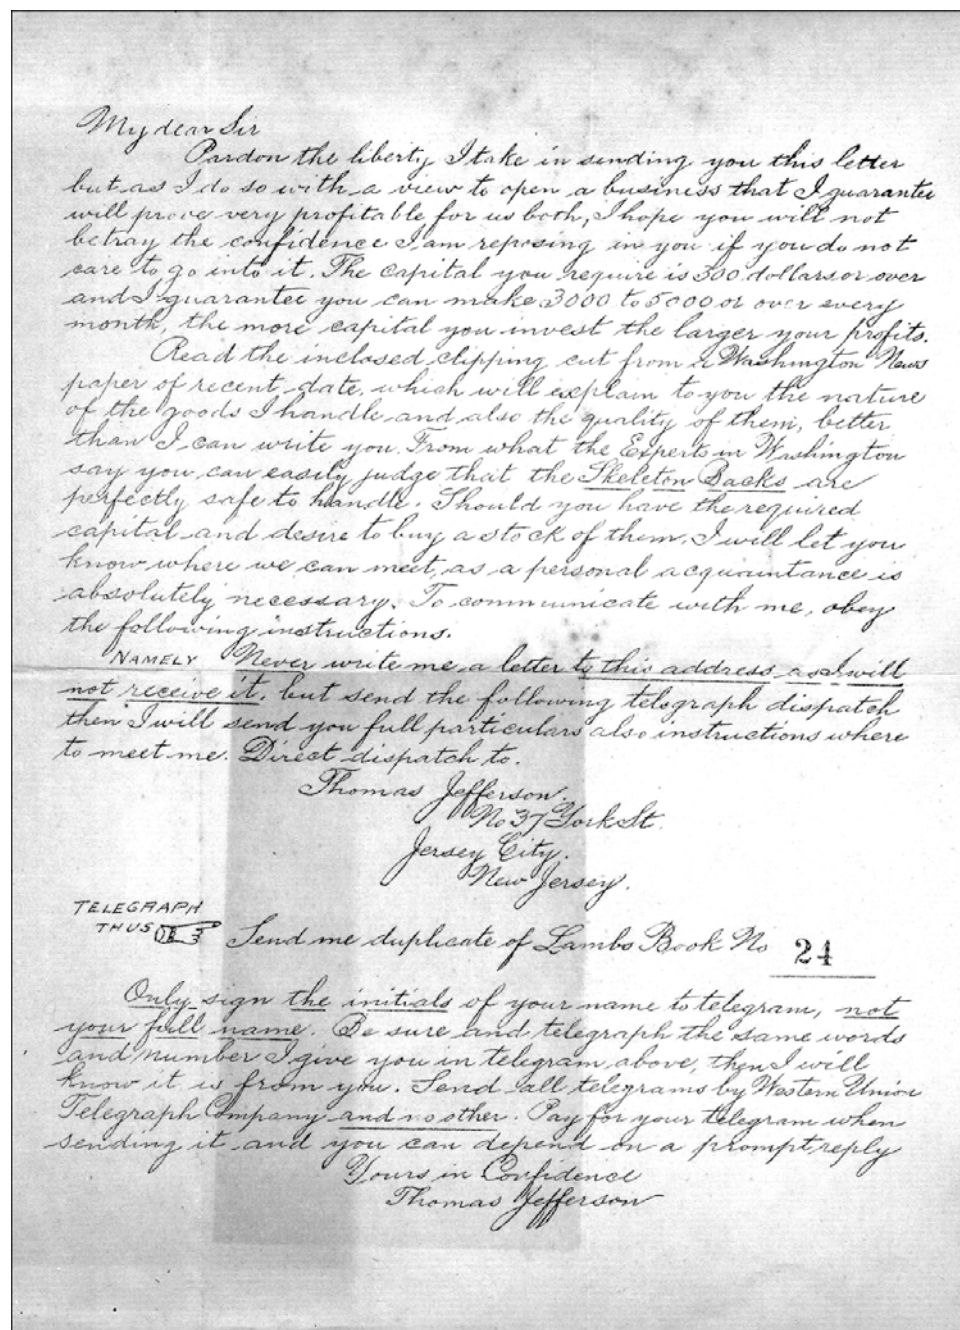 My dear Sir
Pardon the liberty I take in sending you this letter
but as I do so with a view to open a business that I guarantee
will prove very profitable for us both, I hope you will not
betray the confidence I am reposing in you if you do not
care to go into it. The capital you require is 300 dollars or over
and I guarantee you can make 3000 to 5000 or over every
month, the more capital you invest the larger your profits.
Read the inclosed clipping cut from a Washington News
paper of recent date, which will explain to you the nature
of the goods I handle and also the quality of them, better
than I can write you. From what the Experts in Washington
say you can easily judge that the Skeleton Backs are
perfectly safe to handle. Should you have the required
capital and desire to buy a stock of them, I will let you
know where we can meet, as a personal acquaintance is
absolutely necessary. To communicate with me, obey
the following instructions.
NAMELY Never write me a letter to this address as I will
not receive it, but send the following telegraph dispatch
then I will send you full particulars also instructions where
to meet me. Direct dispatch to.
Thomas Jefferson.
No 37 York St.
Jersey City.
New Jersey.
TELEGRAPH
THUS Send me duplicate of Lambs Book No 24
Only sign the initials of your name to telegram, not
your full name. Be sure and telegraph the same words
and number I give you in telegram above, then I will
know it is from you. Send all telegrams by Western Union
Telegraph Company and no other. Pay for your telegram when
sending it and you can depend on a prompt reply
Yours in Confidence
Thomas Jefferson